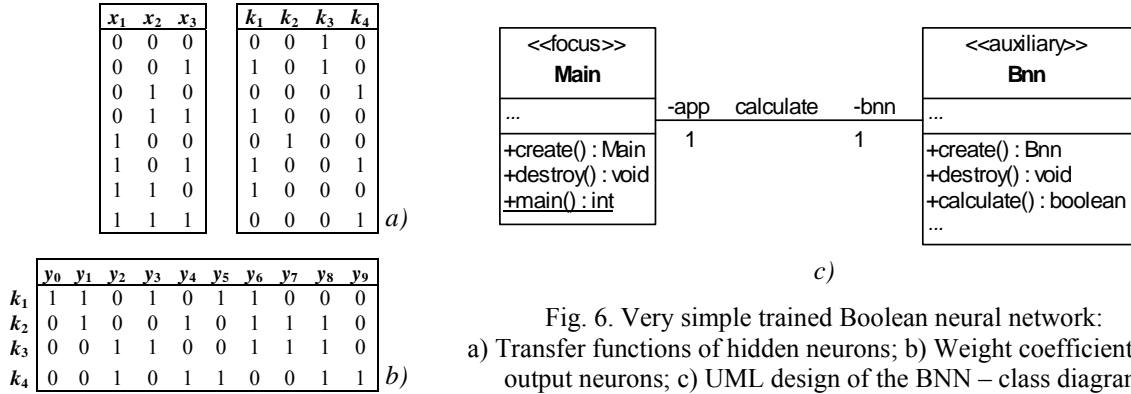 x1 x2 x3 k1 k2 k3 k4
0 0 0 0 0 1 0
0 0 1 1 0 1 0
0 1 0 0 0 0 1
0 1 1 1 0 0 0
1 0 0 0 1 0 0
1 0 1 1 0 0 1
1 1 0 1 0 0 0
1 1 1 0 0 0 1 a)
y0 y1 y2 y3 y4 y5 y6 y7 y8 y9
k1 1 1 0 1 0 1 1 0 0 0
k2 0 1 0 0 1 0 1 1 1 0
k3 0 0 1 1 0 0 1 1 1 0
k4 0 0 1 0 1 1 0 0 1 1 b)
<<focus>>
Main
...
+create() : Main
+destroy() : void
+main() : int
-app calculate -bnn
1 1
<<auxiliary>>
Bnn
...
+create() : Bnn
+destroy() : void
+calculate() : boolean
...
c)
Fig. 6. Very simple trained Boolean neural network:
a) Transfer functions of hidden neurons; b) Weight coefficient
output neurons; c) UML design of the BNN – class diagran